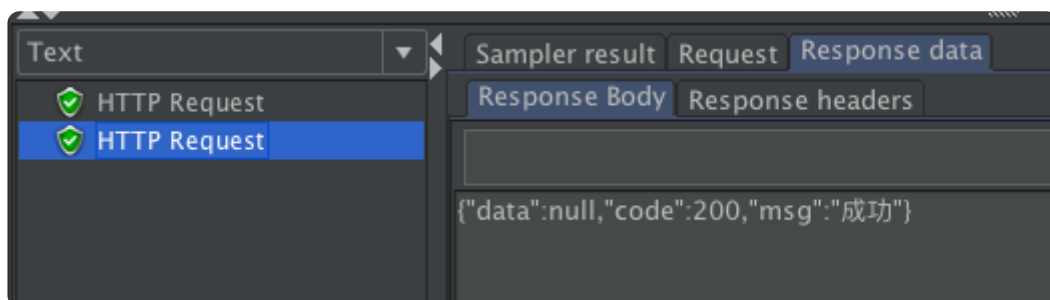 Text
Sampler result Request Response data
HTTP Request
Response Body Response headers
HTTP Request
{"data":null,"code":200,"msg":"成功"}